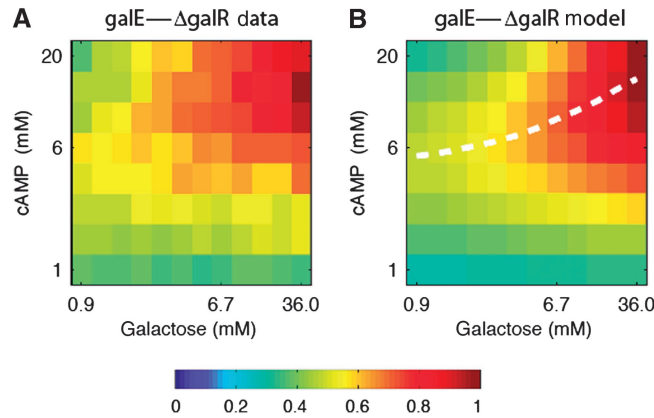 A galE—ΔgalR data
B galE—ΔgalR model
20
6
1
cAMP (mM)
0.9 6.7 36.0
Galactose (mM)
20
6
1
cAMP (mM)
0.9 6.7 36.0
Galactose (mM)
0 0.2 0.4 0.6 0.8 1